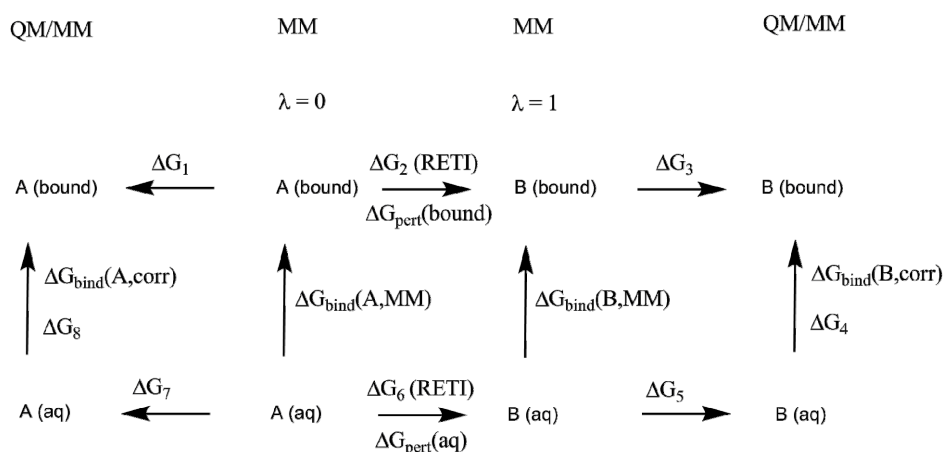 QM/MM MM MM QM/MM
λ = 0 λ = 1
ΔG1 ΔG2 (RETI) ΔG3
A (bound) A (bound) B (bound) B (bound)
ΔGpert(bound)
ΔGbind(A,corr) ΔGbind(A,MM) ΔGbind(B,MM) ΔGbind(B,corr)
ΔG8 ΔG4
ΔG7 ΔG6 (RETI) ΔG5
A (aq) A (aq) B (aq) B (aq)
ΔGpert(aq)